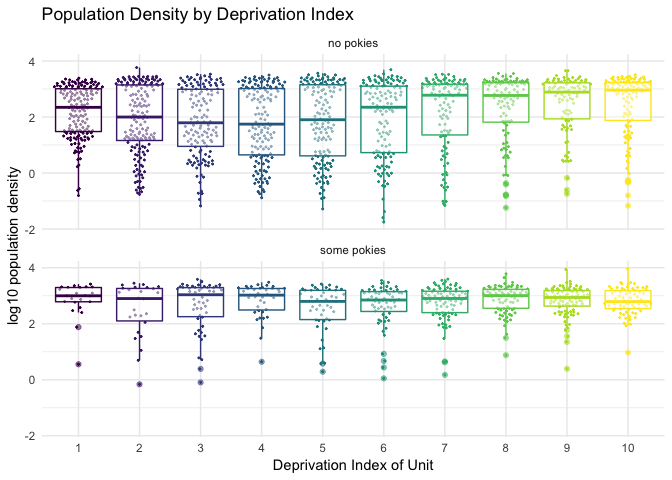 Population Density by Deprivation Index
no pokies
4
2
0
-2
some pokies
4
2
0
-2
log10 population density
1 2 3 4 5 6 7 8 9 10
Deprivation Index of Unit